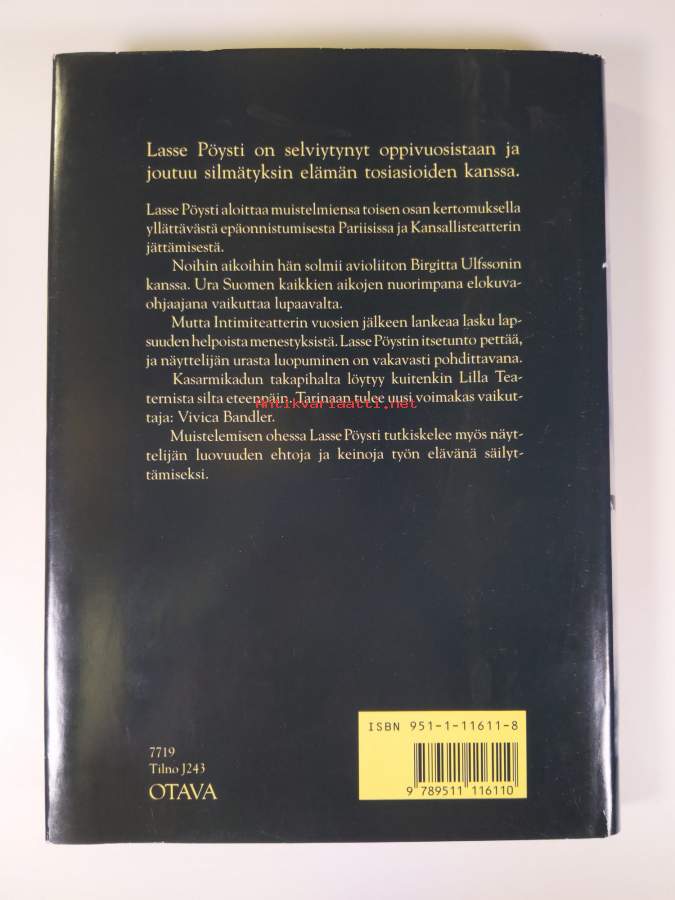 Lasse Pöysti on selviytynyt oppivuosistaan ja
joutuu silmätyksin elämän tosiasioiden kanssa.
Lasse Pöysti aloittaa muistelmiensa toisen osan kertomuksella
yllättävästä epäonnistumisesta Pariisissa ja Kansallisteatterin
jättämisestä.
Noihin aikoihin hän solmii avioliiton Birgitta Ulfssonin
kanssa. Ura Suomen kaikkien aikojen nuorimpana elokuva-
ohjaajana vaikuttaa lupaavalta.
Mutta Intimiteatterin vuosien jälkeen lankeaa lasku lap-
suuden helpoista menestyksistä. Lasse Pöystin itsetunto pettää,
ja näyttelijän urasta luopuminen on vakavasti pohdittavana.
Kasarmikadun takapihalta löytyy kuitenkin Lilla Tea-
ternista silta eteenpäin. Tarinaan tulee uusi voimakas vaikut-
Antikvariaatti.net
taja: Vivica Bandler.
Muistelemisen ohessa Lasse Pöysti tutkiskelee myös näyt-
telijän luovuuden ehtoja ja keinoja työn elävänä säilyt-
tämiseksi.
ISBN 951-1-11611-8
9 789511 116110
7719
Tilno J243
OTAVA